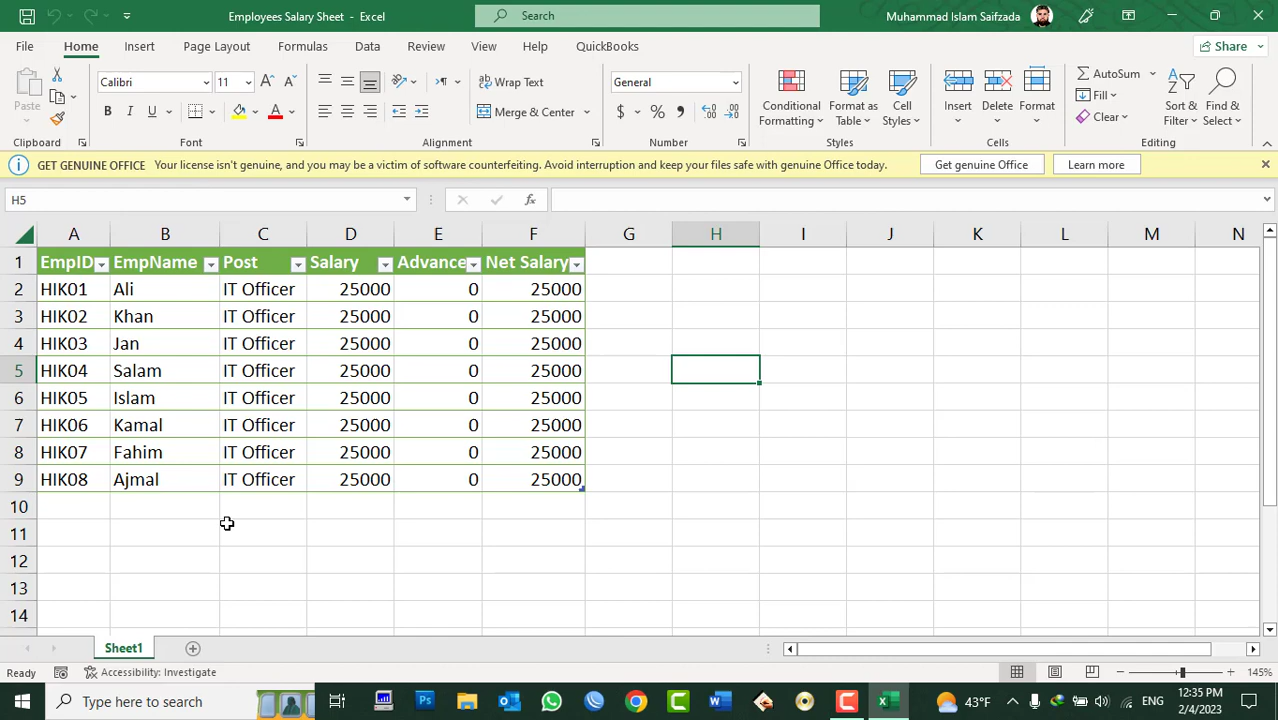 Employees Salary Sheet - Excel
Search
Muhammad Islam Saifzada
File Home Insert Page Layout Formulas Data Review View Help QuickBooks Share
Paste
Calibri 11
B I U A
Wrap Text
Merge & Center
General
$ % ,
Conditional Formatting
Format as Table
Cell Styles
Insert
Delete
Format
AutoSum
Fill
Clear
Sort & Filter
Find & Select
Clipboard Font Alignment Number Styles Cells Editing
GET GENUINE OFFICE Your license isn't genuine, and you may be a victim of software counterfeiting. Avoid interruption and keep your files safe with genuine Office today. Get genuine Office Learn more
H5 fx
A B C D E F G H I J K L M N
1 EmpID EmpName Post Salary Advance Net Salary
2 HIK01 Ali IT Officer 25000 0 25000
3 HIK02 Khan IT Officer 25000 0 25000
4 HIK03 Jan IT Officer 25000 0 25000
5 HIK04 Salam IT Officer 25000 0 25000
6 HIK05 Islam IT Officer 25000 0 25000
7 HIK06 Kamal IT Officer 25000 0 25000
8 HIK07 Fahim IT Officer 25000 0 25000
9 HIK08 Ajmal IT Officer 25000 0 25000
10
11
12
13
14
Sheet1
Ready Accessibility: Investigate 145%
Type here to search
43°F ENG
12:35 PM
2/4/2023